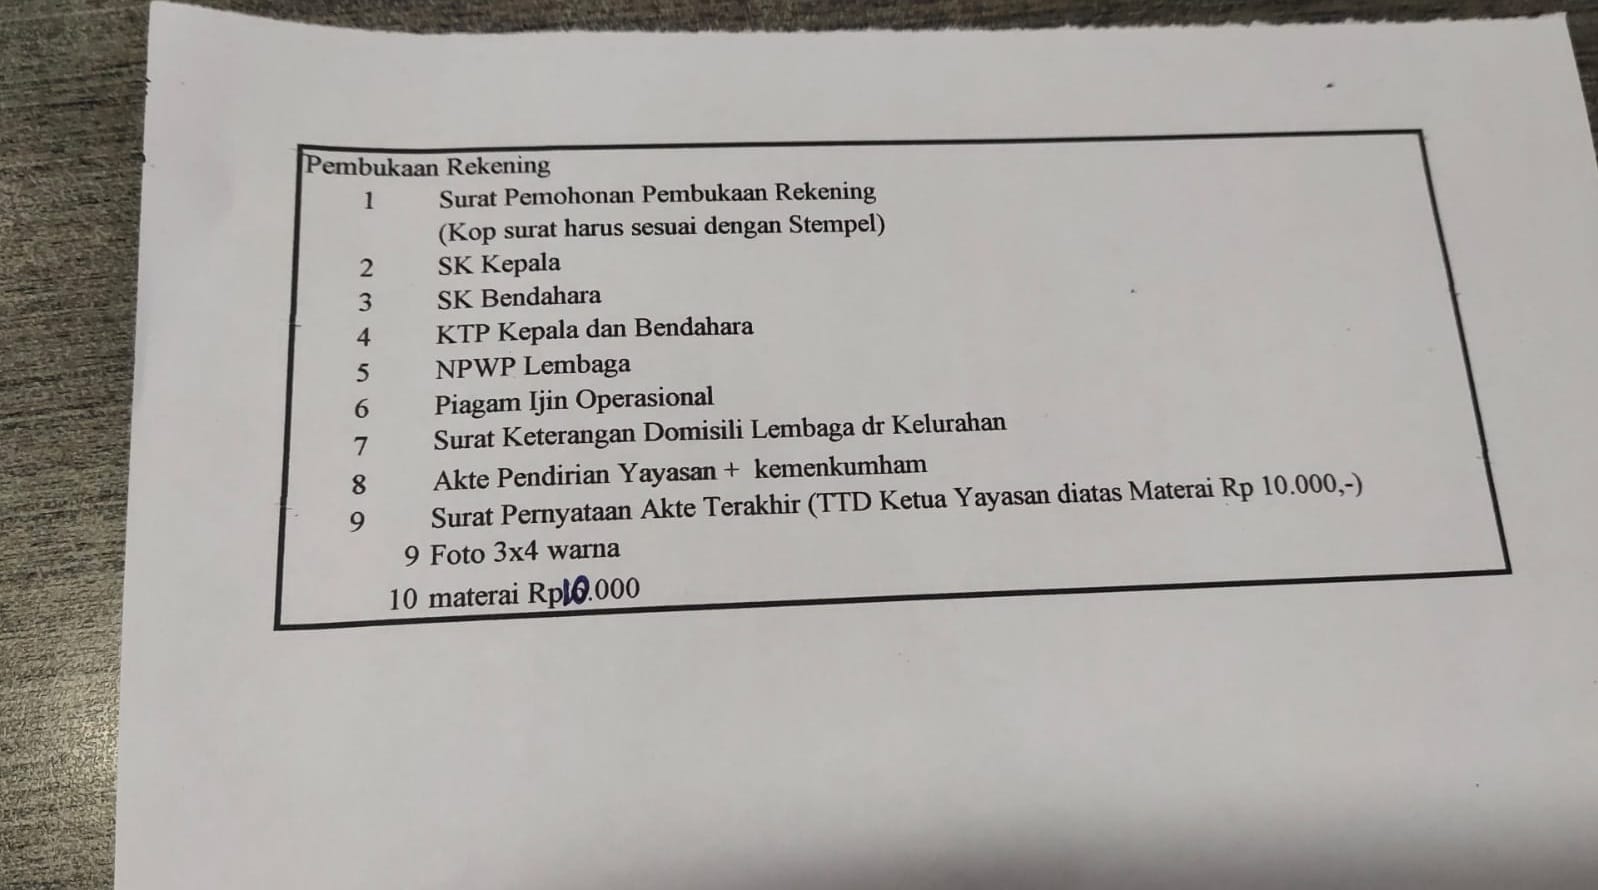 Pembukaan Rekening
1 Surat Pemohonan Pembukaan Rekening
(Kop surat harus sesuai dengan Stempel)
2 SK Kepala
3 SK Bendahara
4 KTP Kepala dan Bendahara
5 NPWP Lembaga
6 Piagam Ijin Operasional
7 Surat Keterangan Domisili Lembaga dr Kelurahan
8 Akte Pendirian Yayasan + kemenkumham
9 Surat Pernyataan Akte Terakhir (TTD Ketua Yayasan diatas Materai Rp 10.000,-)
9 Foto 3x4 warna
10 materai Rp10.000